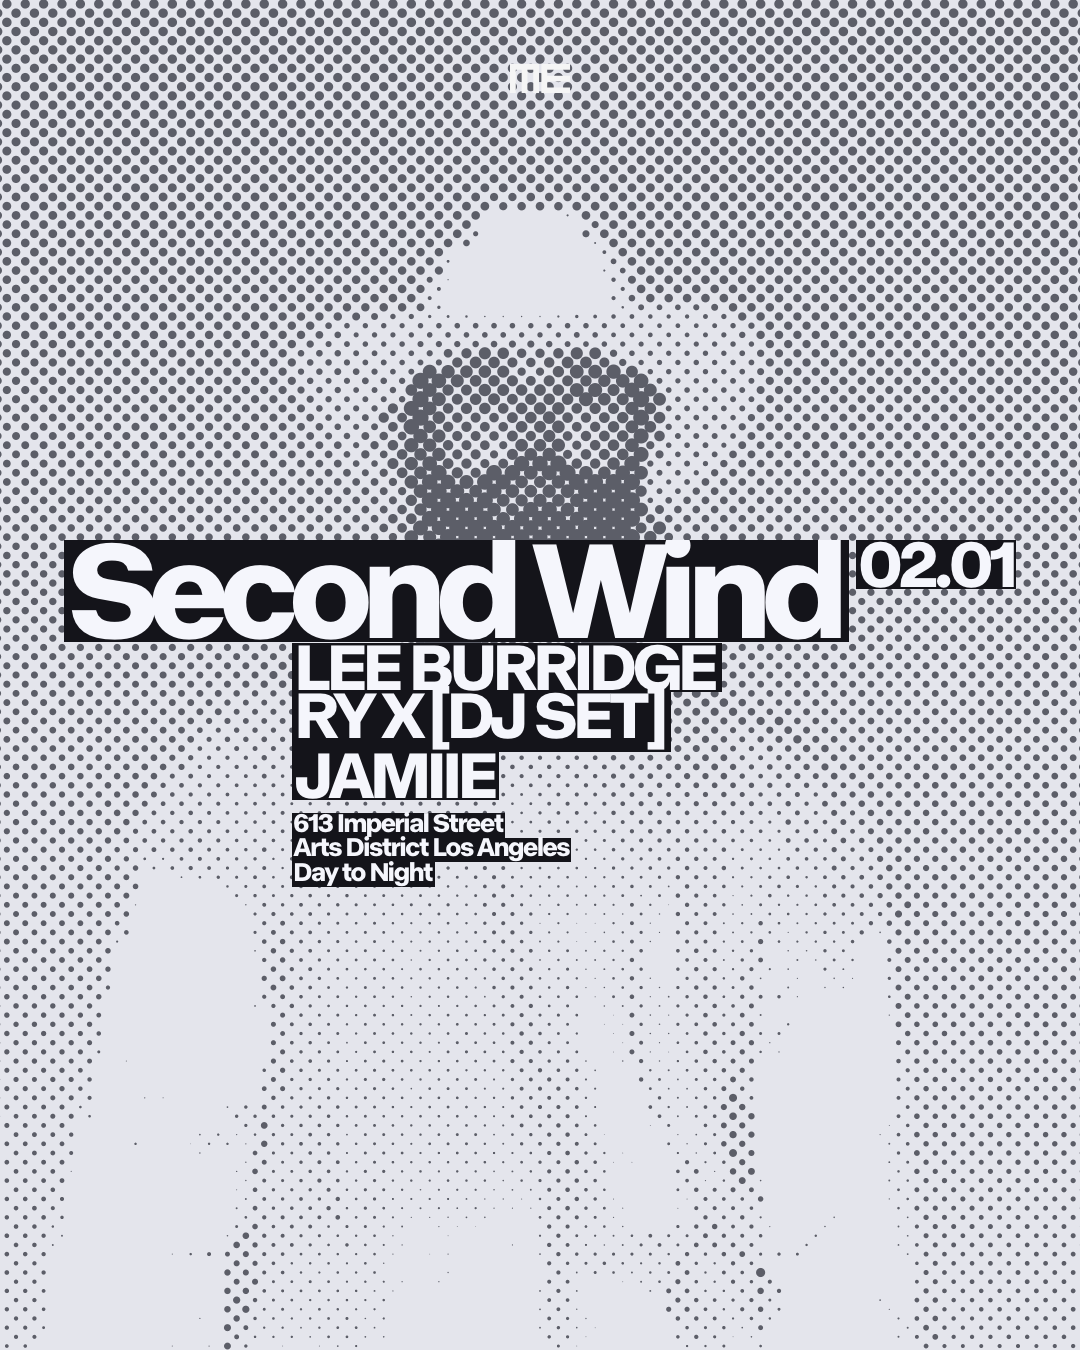 ME
Second Wind 02.01
LEE BURRIDGE
RY X [DJ SET]
JAMIIE
613 Imperial Street
Arts District Los Angeles
Day to Night